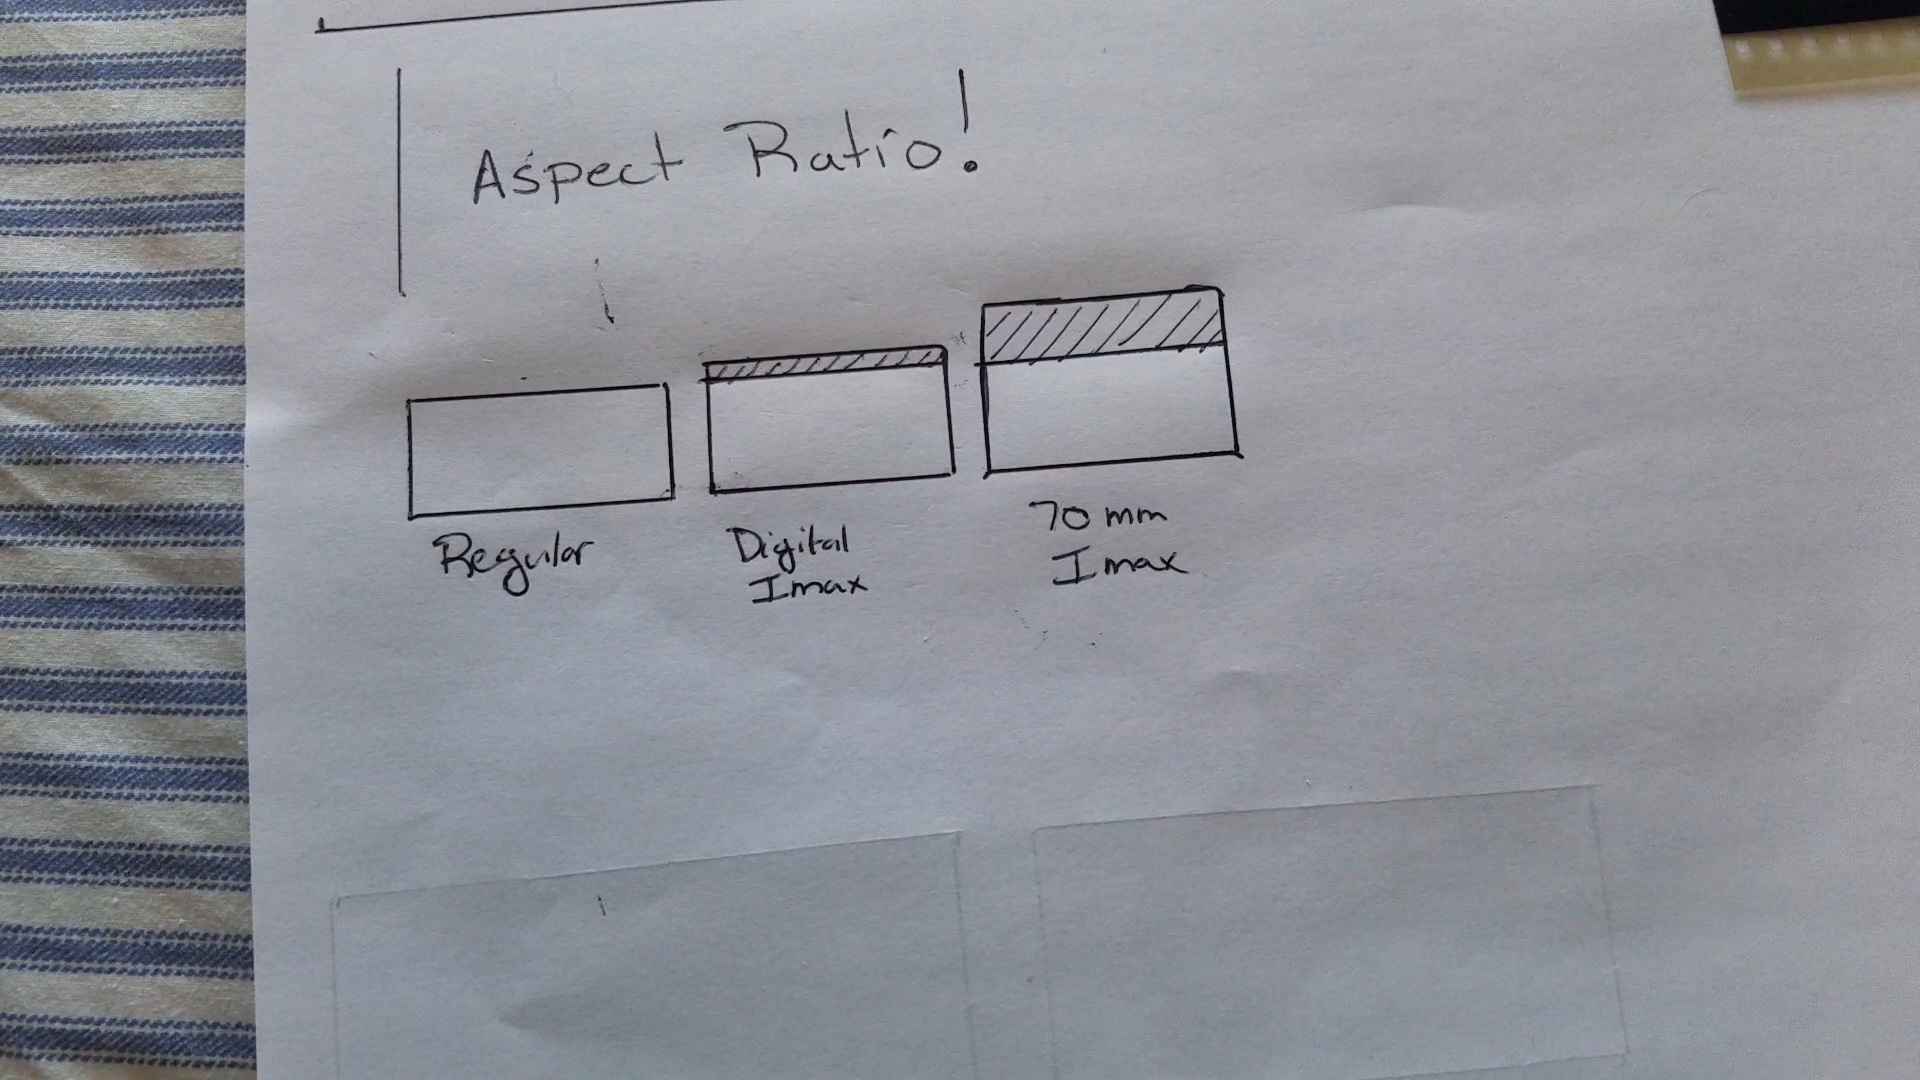 Aspect Ratio!
Regular
Digital
Imax
70 mm
Imax